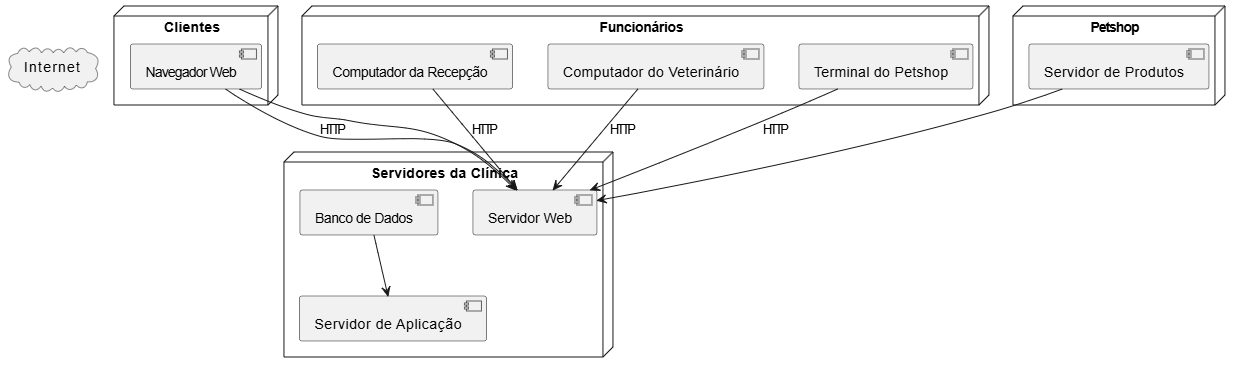 Clientes
Funcionários
Petshop
Internet
Navegador Web
Computador da Recepção
Computador do Veterinário
Terminal do Petshop
Servidor de Produtos
HTTP
HTTP
HTTP
HTTP
Servidores da Clínica
Banco de Dados
Servidor Web
Servidor de Aplicação